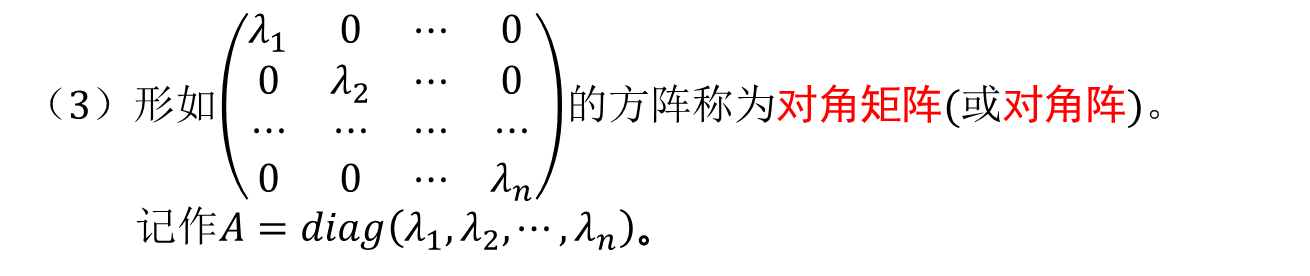 λ₁ 0 ⋯ 0
0 λ₂ ⋯ 0
（3）形如 的方阵称为对角矩阵(或对角阵)。
⋯ ⋯ ⋯ ⋯
0 0 ⋯ λₙ
记作A = diag(λ₁, λ₂, ⋯ , λₙ)。